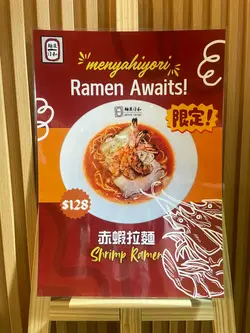 menyahiyori
Ramen Awaits!
限定!
$128
赤蝦拉麵
Shrimp Ramen